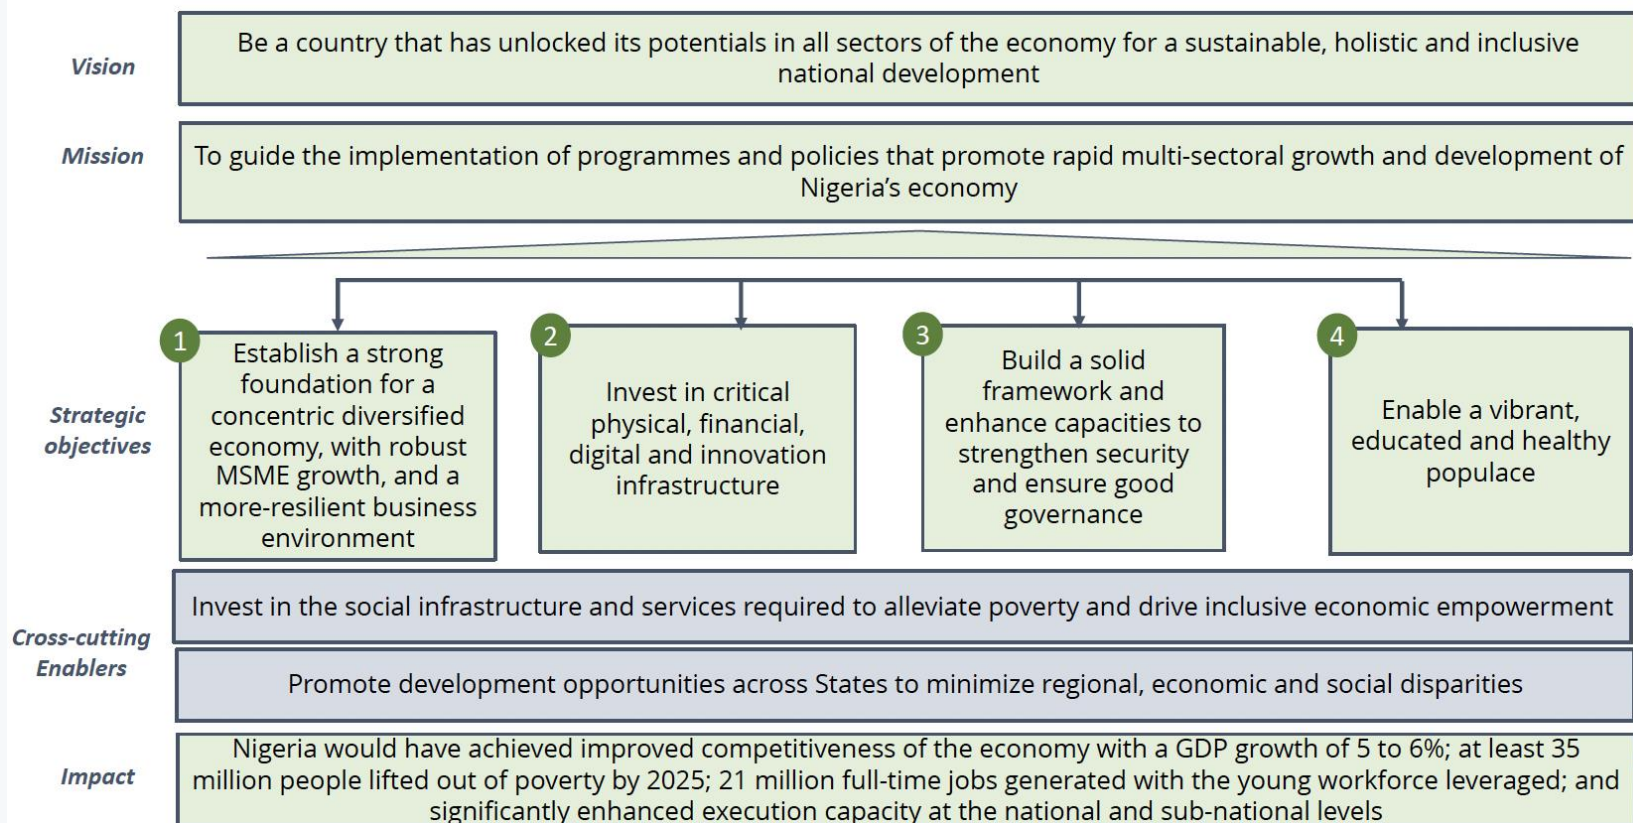 Vision
Be a country that has unlocked its potentials in all sectors of the economy for a sustainable, holistic and inclusive
national development
Mission
To guide the implementation of programmes and policies that promote rapid multi-sectoral growth and development of
Nigeria’s economy
Strategic
objectives
1
Establish a strong
foundation for a
concentric diversified
economy, with robust
MSME growth, and a
more-resilient business
environment
2
Invest in critical
physical, financial,
digital and innovation
infrastructure
3
Build a solid
framework and
enhance capacities to
strengthen security
and ensure good
governance
4
Enable a vibrant,
educated and healthy
populace
Cross-cutting
Enablers
Invest in the social infrastructure and services required to alleviate poverty and drive inclusive economic empowerment
Promote development opportunities across States to minimize regional, economic and social disparities
Impact
Nigeria would have achieved improved competitiveness of the economy with a GDP growth of 5 to 6%; at least 35
million people lifted out of poverty by 2025; 21 million full-time jobs generated with the young workforce leveraged; and
significantly enhanced execution capacity at the national and sub-national levels